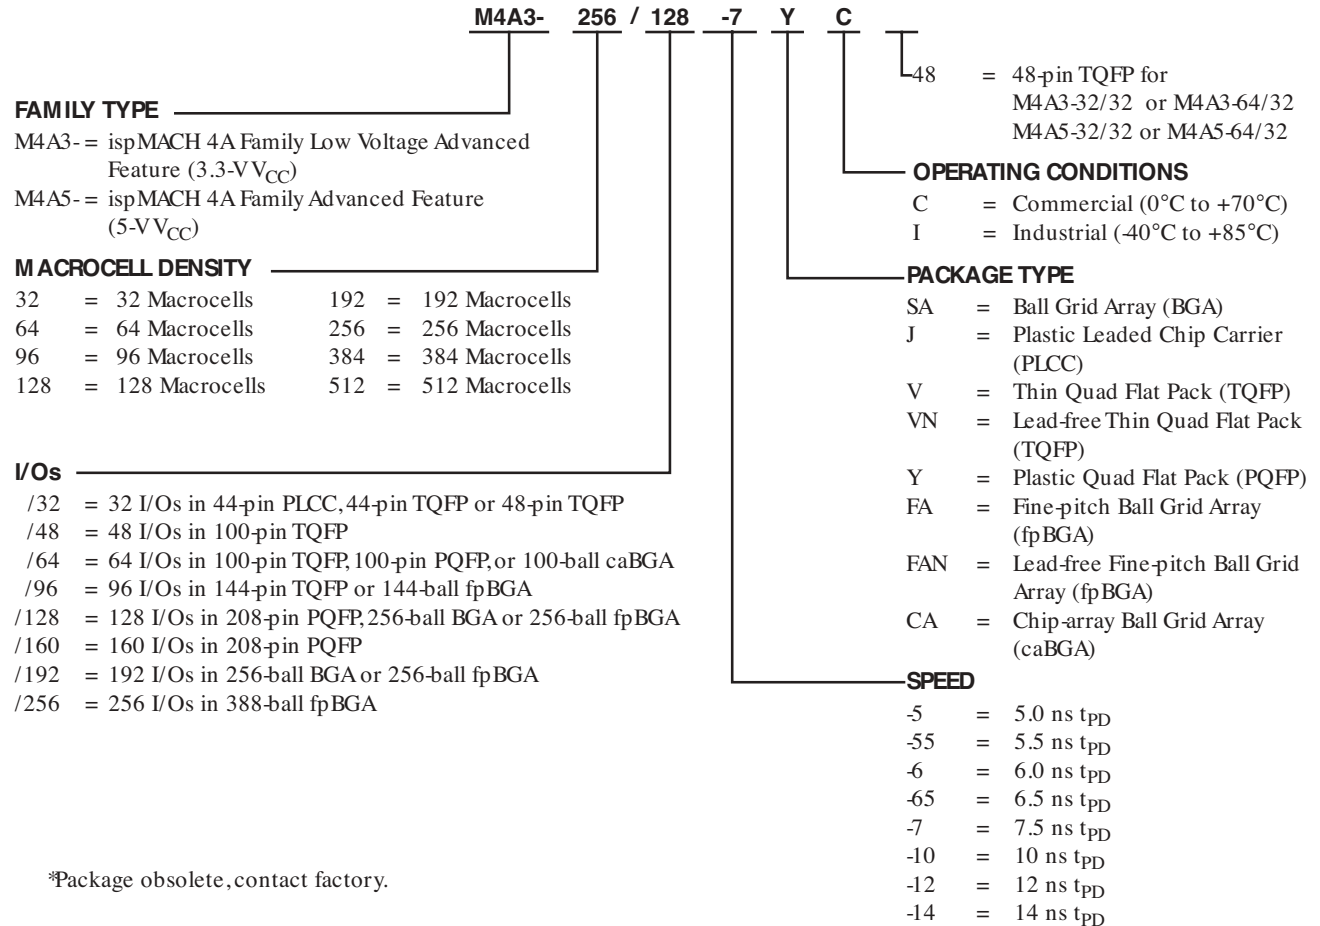 M4A3- 256 / 128 -7 Y C
48 = 48-pin TQFP for
M4A3-32/32 or M4A3-64/32
M4A5-32/32 or M4A5-64/32
FAMILY TYPE
M4A3- = ispMACH 4A Family Low Voltage Advanced
Feature (3.3-V VCC)
M4A5- = ispMACH 4A Family Advanced Feature
(5-V VCC)
MACROCELL DENSITY
32 = 32 Macrocells 192 = 192 Macrocells
64 = 64 Macrocells 256 = 256 Macrocells
96 = 96 Macrocells 384 = 384 Macrocells
128 = 128 Macrocells 512 = 512 Macrocells
I/Os
/32 = 32 I/Os in 44-pin PLCC, 44-pin TQFP or 48-pin TQFP
/48 = 48 I/Os in 100-pin TQFP
/64 = 64 I/Os in 100-pin TQFP, 100-pin PQFP, or 100-ball caBGA
/96 = 96 I/Os in 144-pin TQFP or 144-ball fpBGA
/128 = 128 I/Os in 208-pin PQFP, 256-ball BGA or 256-ball fpBGA
/160 = 160 I/Os in 208-pin PQFP
/192 = 192 I/Os in 256-ball BGA or 256-ball fpBGA
/256 = 256 I/Os in 388-ball fpBGA
OPERATING CONDITIONS
C = Commercial (0°C to +70°C)
I = Industrial (-40°C to +85°C)
PACKAGE TYPE
SA = Ball Grid Array (BGA)
J = Plastic Leaded Chip Carrier
(PLCC)
V = Thin Quad Flat Pack (TQFP)
VN = Lead-free Thin Quad Flat Pack
(TQFP)
Y = Plastic Quad Flat Pack (PQFP)
FA = Fine-pitch Ball Grid Array
(fpBGA)
FAN = Lead-free Fine-pitch Ball Grid
Array (fpBGA)
CA = Chip-array Ball Grid Array
(caBGA)
SPEED
-5 = 5.0 ns tPD
-55 = 5.5 ns tPD
-6 = 6.0 ns tPD
-65 = 6.5 ns tPD
-7 = 7.5 ns tPD
-10 = 10 ns tPD
-12 = 12 ns tPD
-14 = 14 ns tPD
*Package obsolete, contact factory.